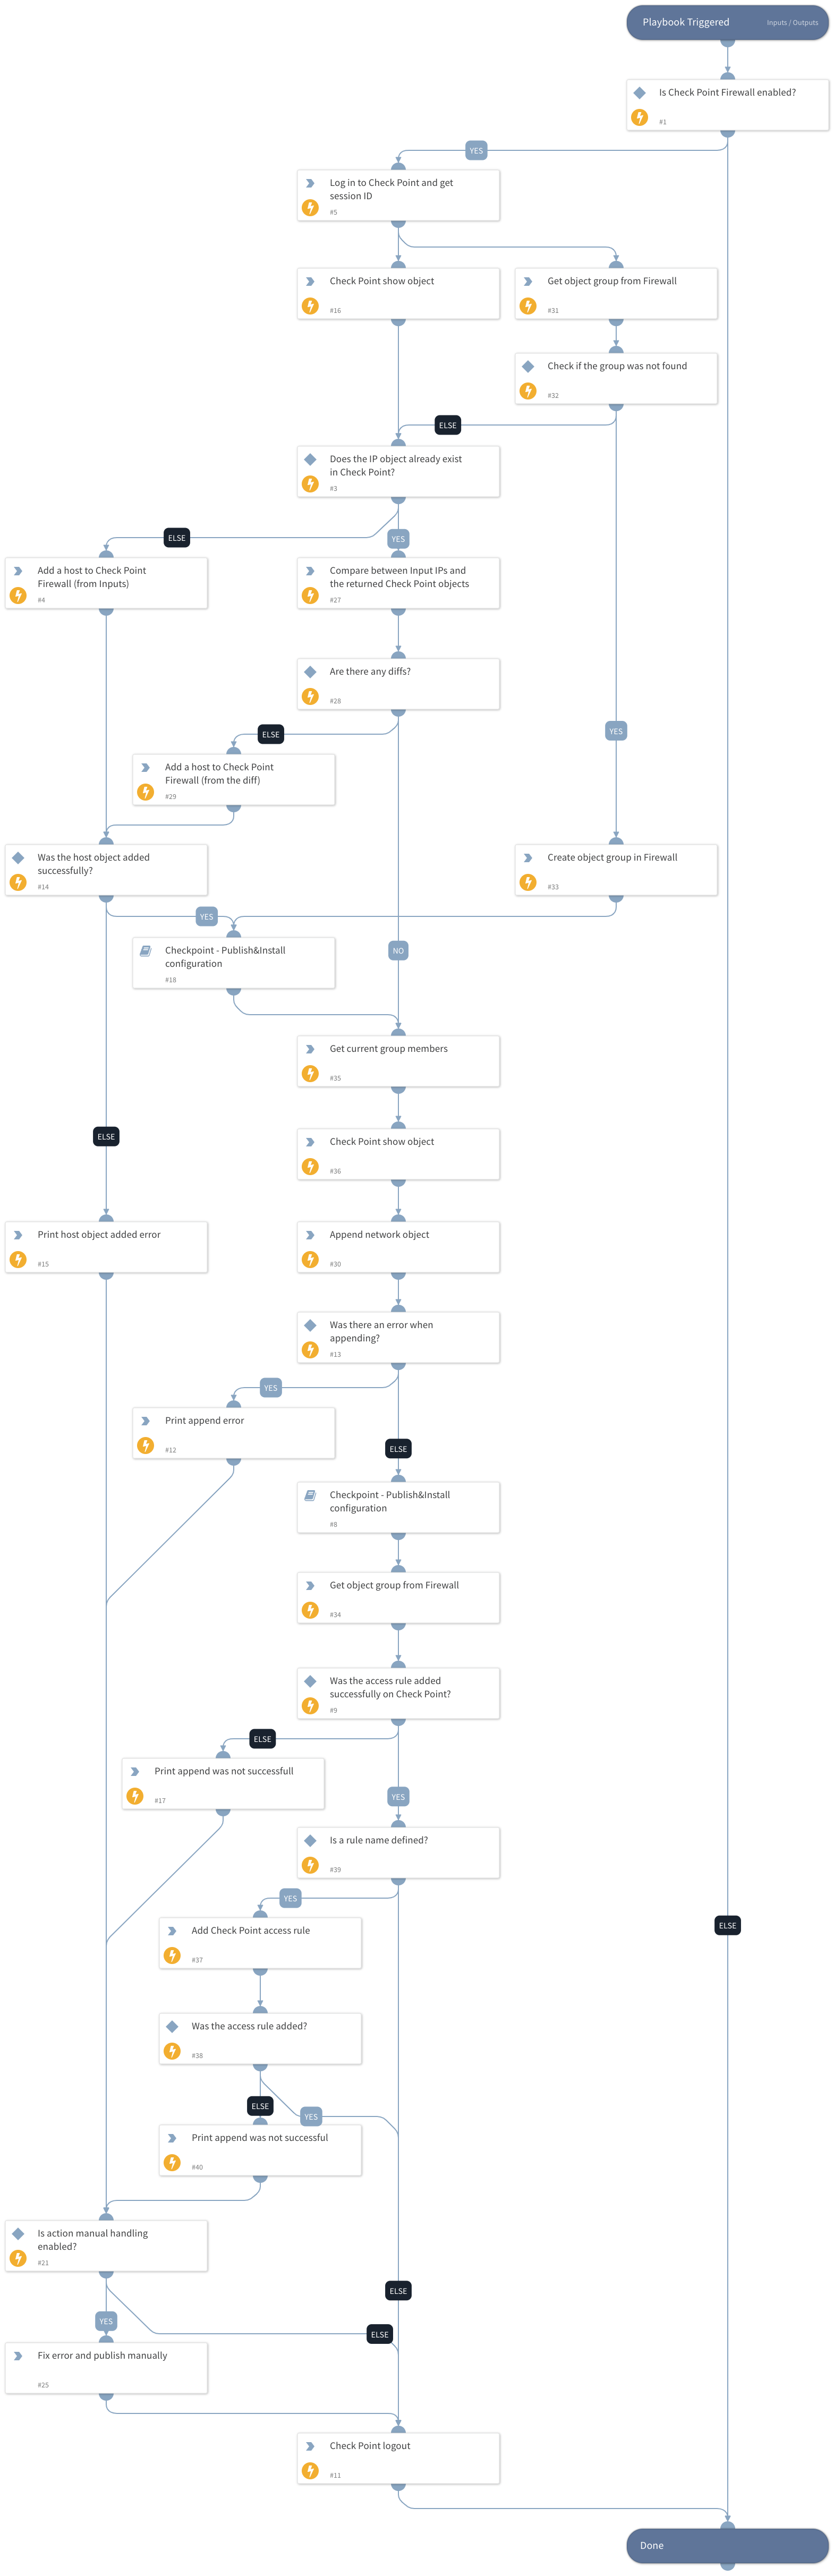 Playbook Triggered
Inputs / Outputs
Is Check Point Firewall enabled?
#1
YES
Log in to Check Point and get
session ID
#5
Check Point show object
#16
Get object group from Firewall
#31
Check if the group was not found
#32
ELSE
Does the IP object already exist
in Check Point?
#3
ELSE
YES
Add a host to Check Point
Firewall (from Inputs)
#4
Compare between Input IPs and
the returned Check Point objects
#27
Are there any diffs?
#28
ELSE
YES
Add a host to Check Point
Firewall (from the diff)
#29
Was the host object added
successfully?
#14
Create object group in Firewall
#33
YES
Checkpoint - Publish&Install
configuration
#18
NO
Get current group members
#35
ELSE
Check Point show object
#36
Print host object added error
#15
Append network object
#30
Was there an error when
appending?
#13
YES
Print append error
#12
ELSE
Checkpoint - Publish&Install
configuration
#8
Get object group from Firewall
#34
Was the access rule added
successfully on Check Point?
#9
ELSE
Print append was not successfull
#17
YES
Is a rule name defined?
#39
YES
Add Check Point access rule
#37
ELSE
Was the access rule added?
#38
ELSE
YES
Print append was not successful
#40
Is action manual handling
enabled?
#21
ELSE
YES
ELSE
Fix error and publish manually
#25
Check Point logout
#11
Done